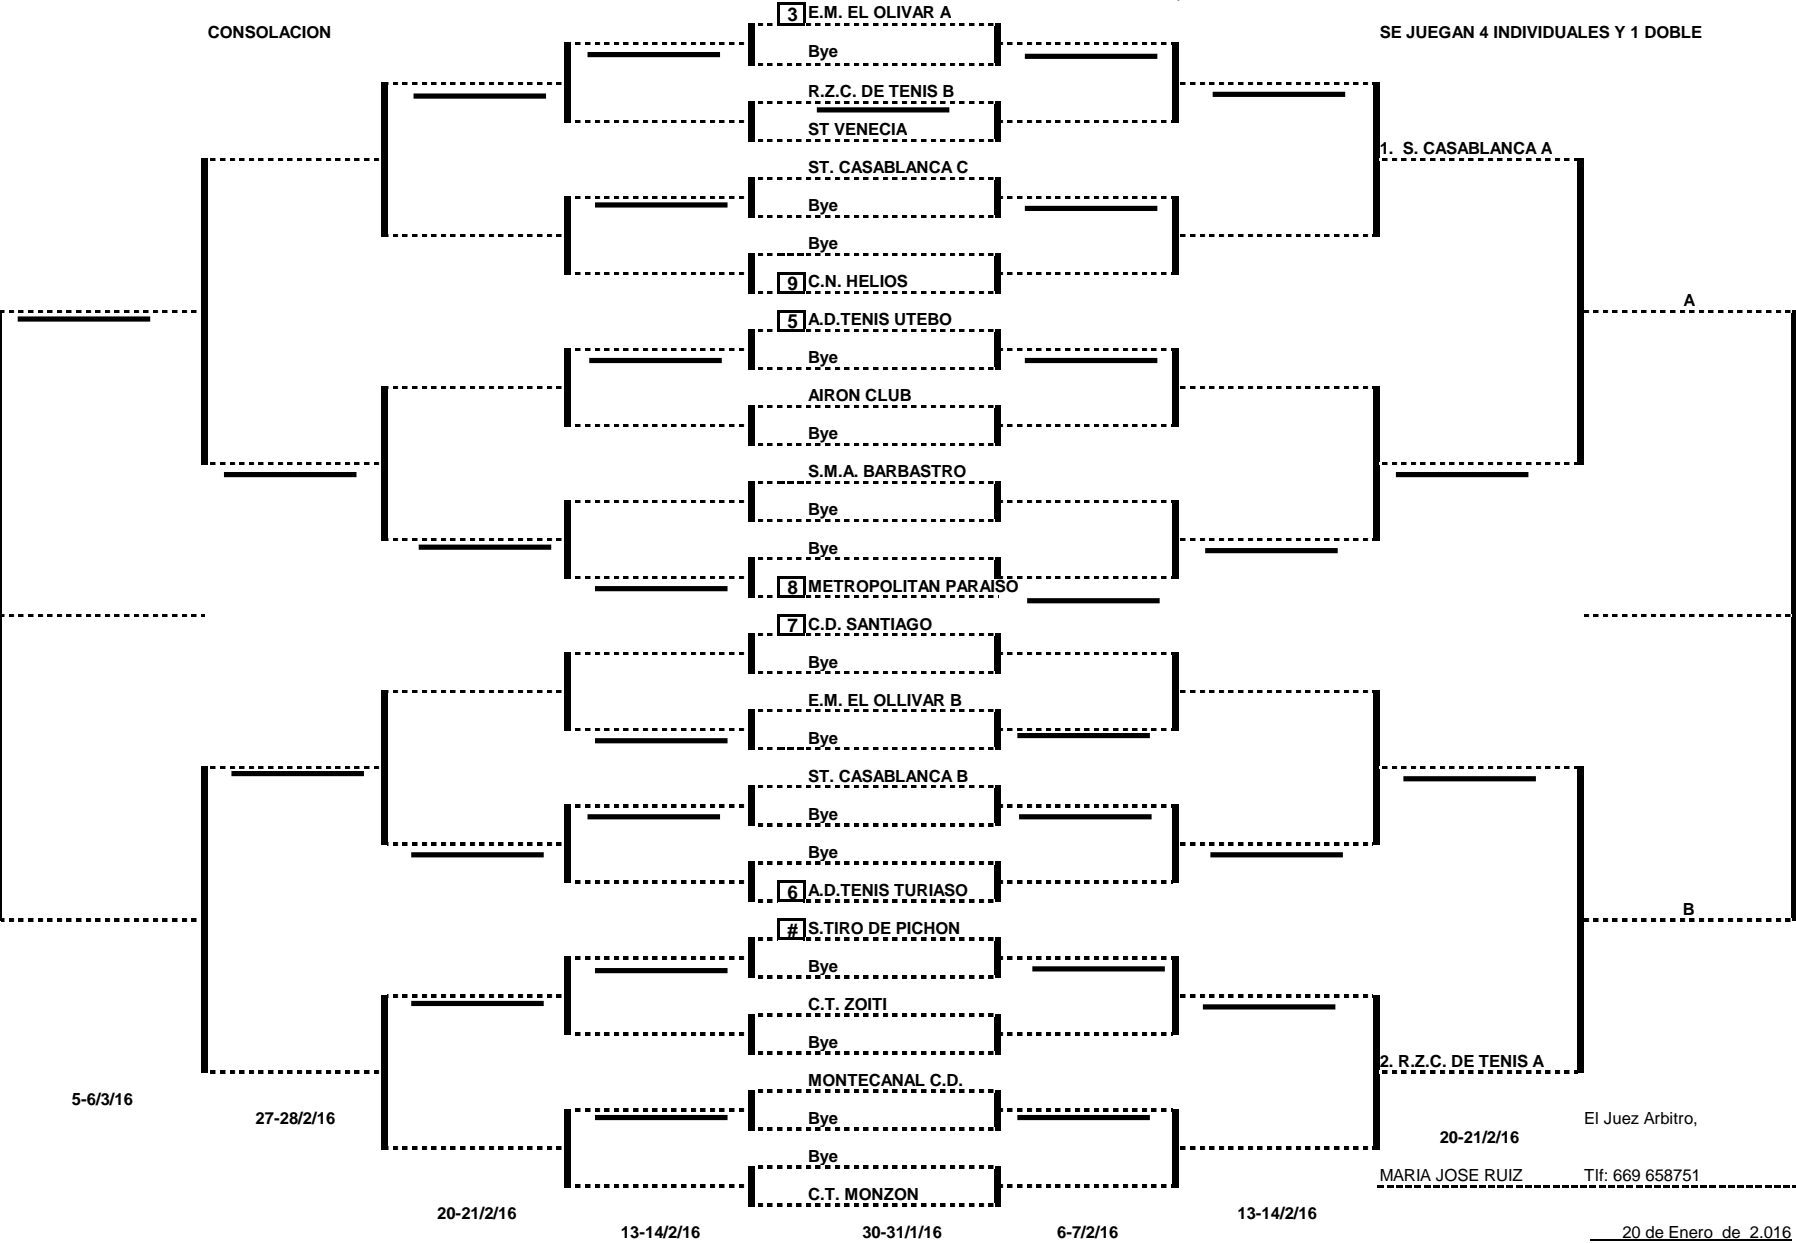 CONSOLACION
SE JUEGAN 4 INDIVIDUALES Y 1 DOBLE
3 E.M. EL OLIVAR A
Bye
R.Z.C. DE TENIS B
ST VENECIA
1. S. CASABLANCA A
ST. CASABLANCA C
Bye
Bye
9 C.N. HELIOS
A
5 A.D.TENIS UTEBO
Bye
AIRON CLUB
Bye
S.M.A. BARBASTRO
Bye
Bye
8 METROPOLITAN PARAISO
7 C.D. SANTIAGO
Bye
E.M. EL OLLIVAR B
Bye
ST. CASABLANCA B
Bye
Bye
6 A.D.TENIS TURIASO
B
# S.TIRO DE PICHON
Bye
C.T. ZOITI
Bye
2. R.Z.C. DE TENIS A
MONTECANAL C.D.
Bye
Bye
C.T. MONZON
5-6/3/16
27-28/2/16
El Juez Arbitro,
20-21/2/16
MARIA JOSE RUIZ Tlf: 669 658751
20-21/2/16
13-14/2/16
13-14/2/16
30-31/1/16
6-7/2/16
20 de Enero de 2.016